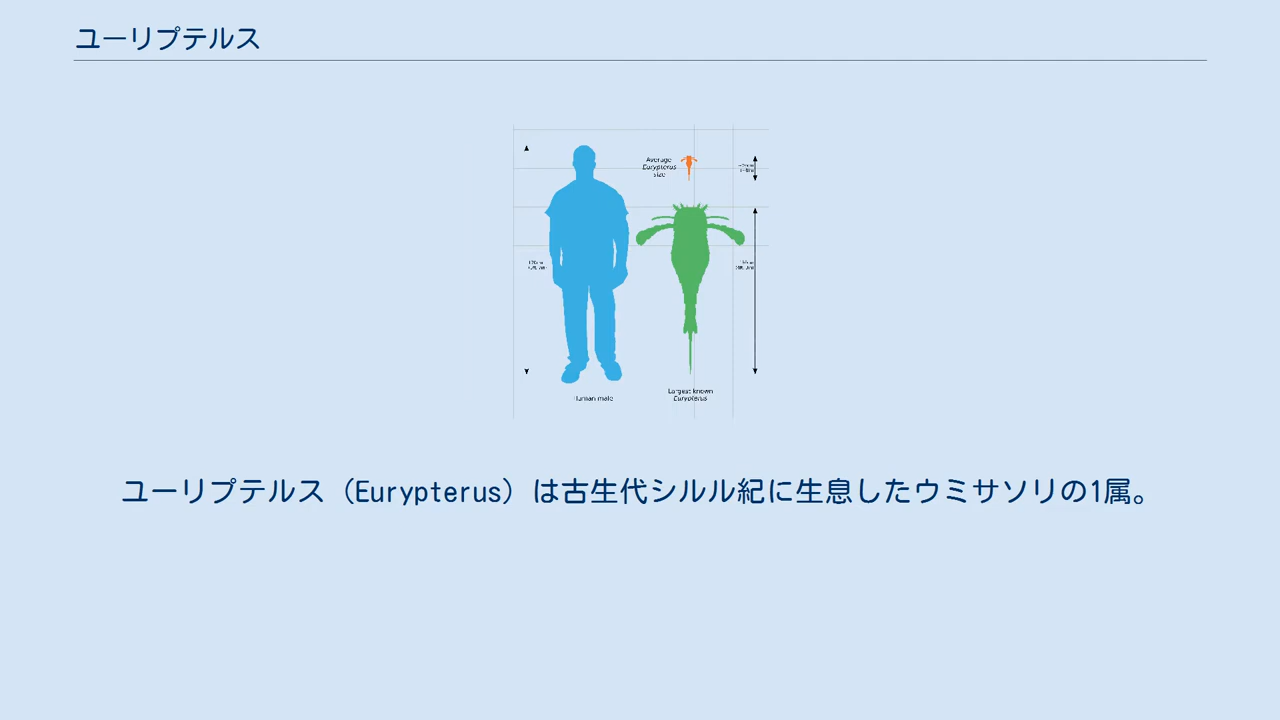 ユーリプテルス
Average
Eurypterus
size
Human male
Largest known
Eurypterus
ユーリプテルス（Eurypterus）は古生代シルル紀に生息したウミサソリの1属。